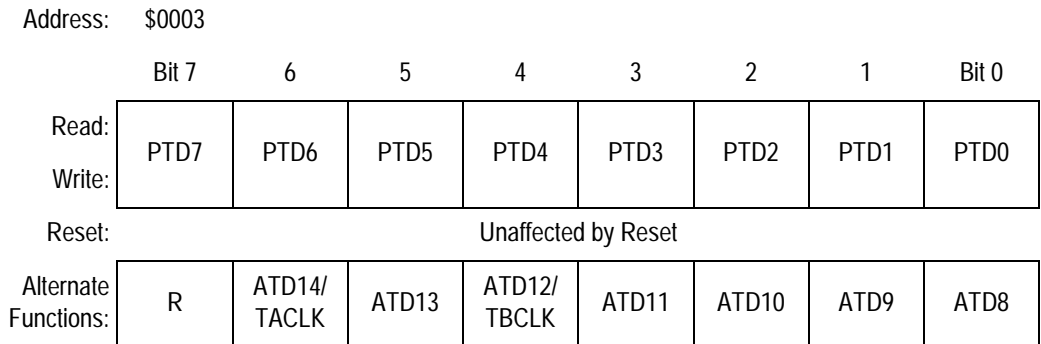 Address: $0003
Bit 7 6 5 4 3 2 1 Bit 0
Read:
PTD7 PTD6 PTD5 PTD4 PTD3 PTD2 PTD1 PTD0
Write:
Reset: Unaffected by Reset
Alternate Functions: R ATD14/ TACLK ATD13 ATD12/ TBCLK ATD11 ATD10 ATD9 ATD8